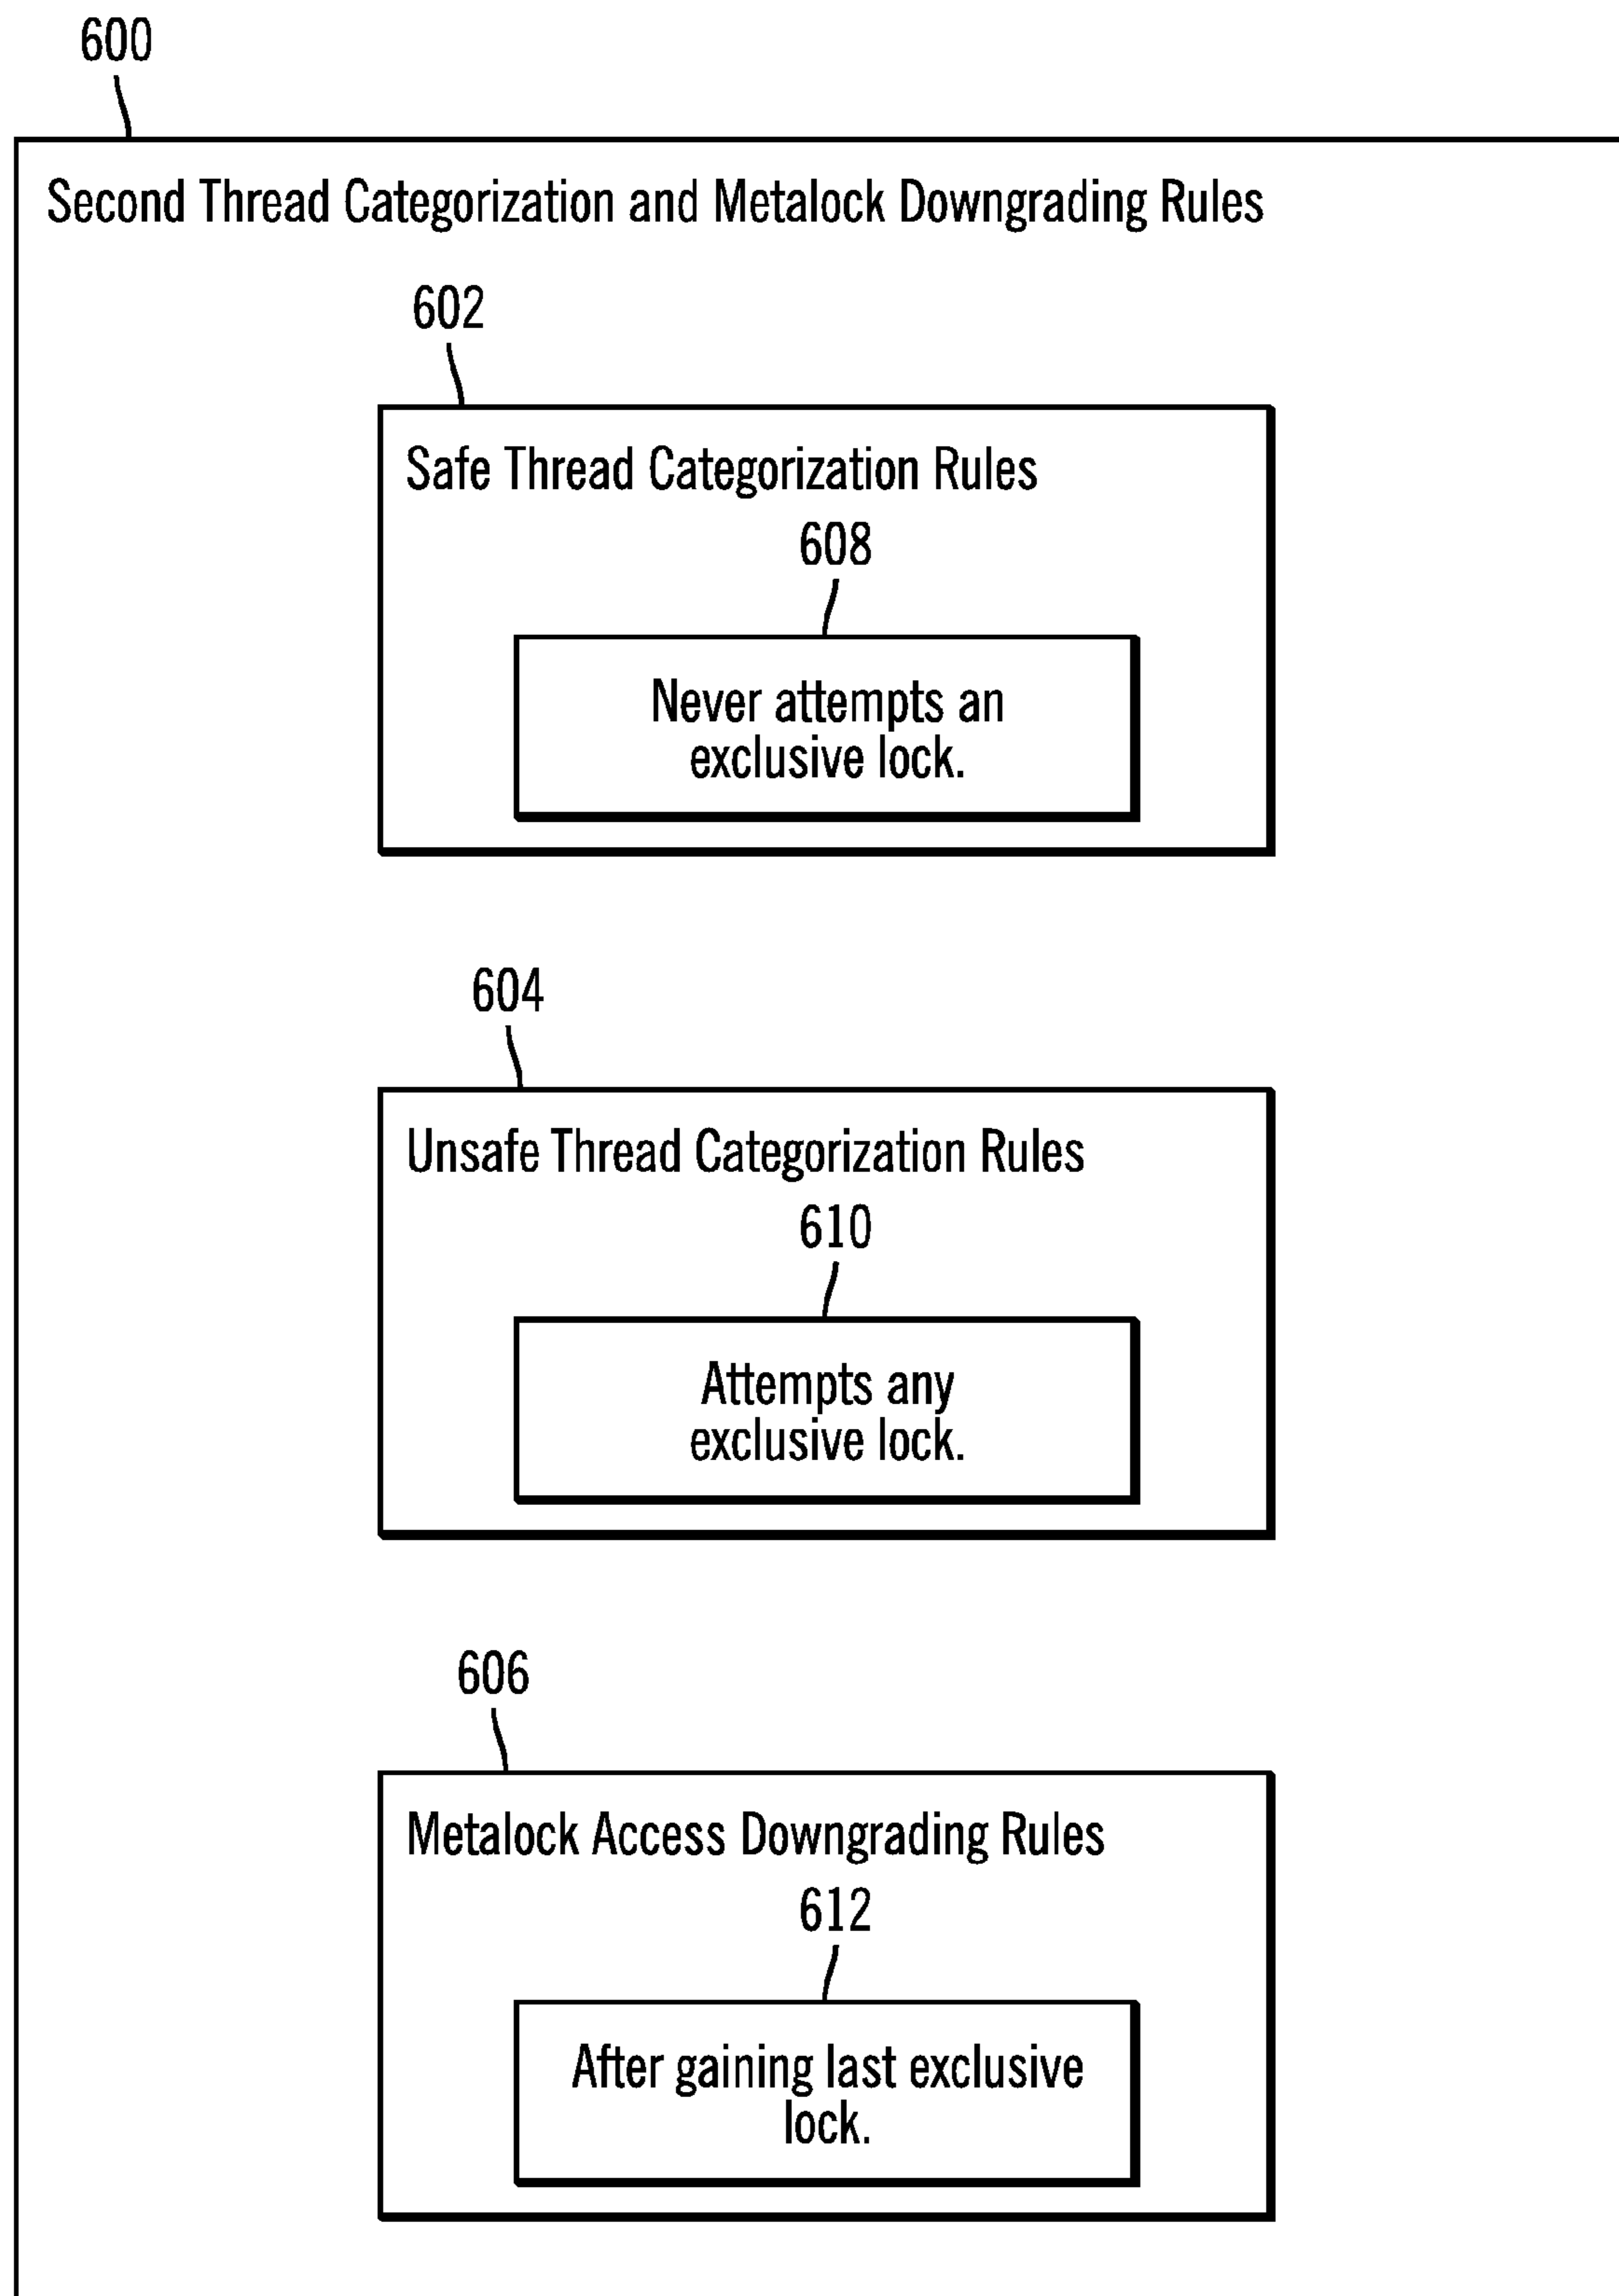 600
Second Thread Categorization and Metalock Downgrading Rules
602
Safe Thread Categorization Rules
608
Never attempts an
exclusive lock.
604
Unsafe Thread Categorization Rules
610
Attempts any
exclusive lock.
606
Metalock Access Downgrading Rules
612
After gaining last exclusive
lock.